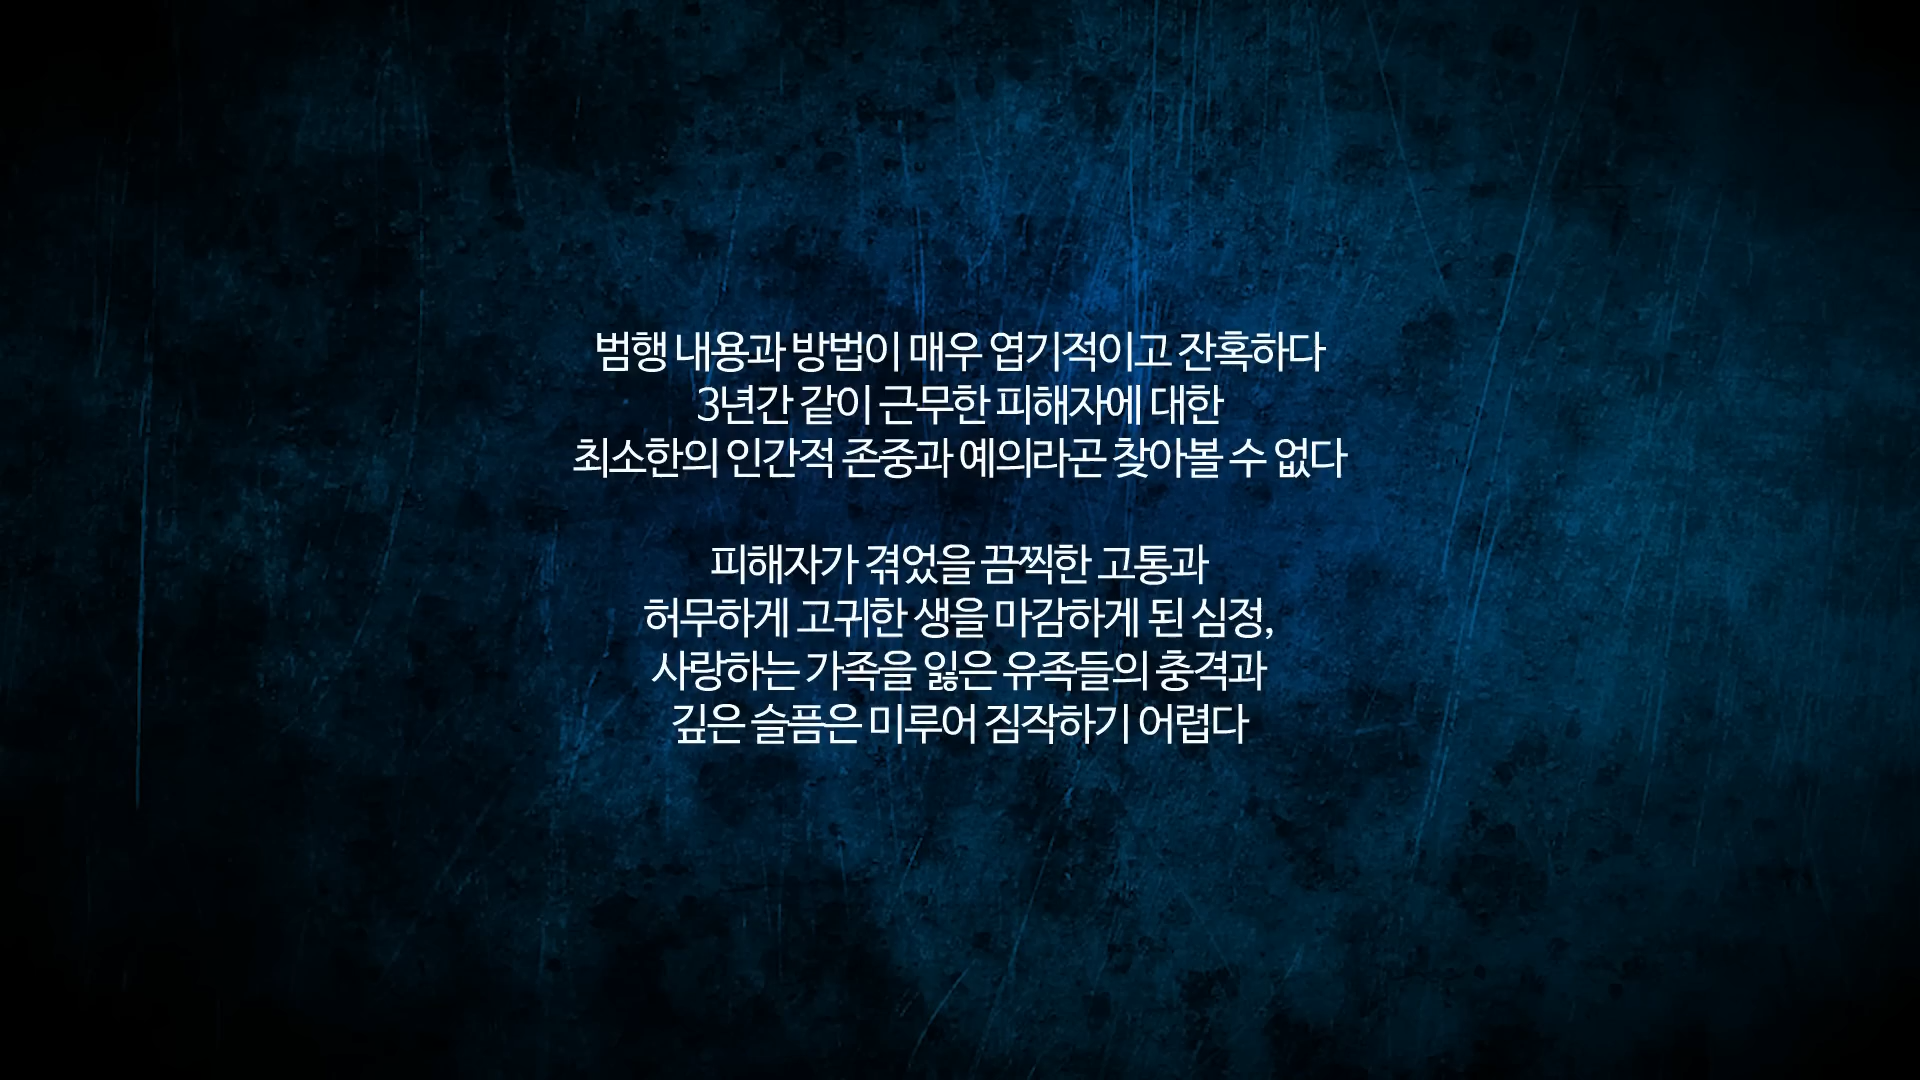 범행 내용과 방법이 매우 엽기적이고 잔혹하다
3년간 같이 근무한 피해자에 대한
최소한의 인간적 존중과 예의라곤 찾아볼 수 없다
피해자가 겪었을 끔찍한 고통과
허무하게 고귀한 생을 마감하게 된 심정,
사랑하는 가족을 잃은 유족들의 충격과
깊은 슬픔은 미루어 짐작하기 어렵다